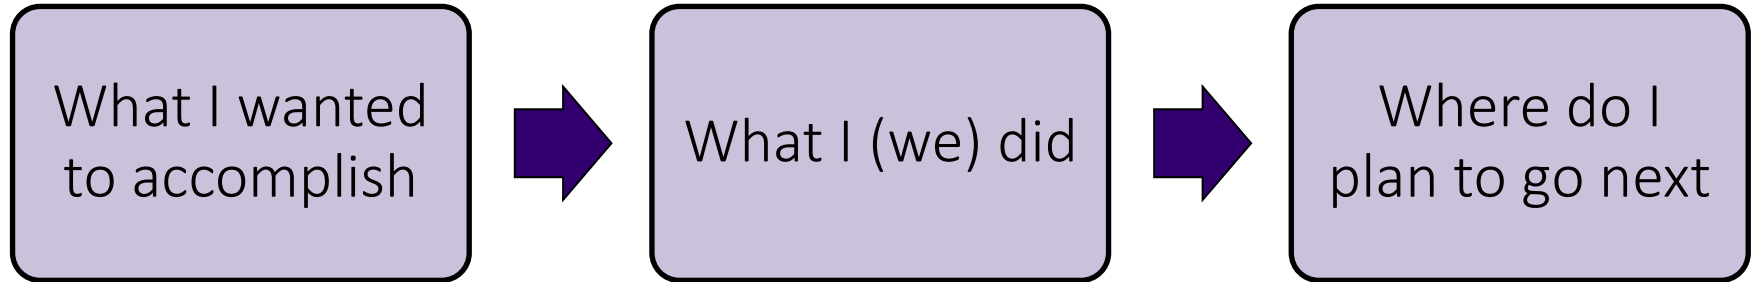 What I wanted
to accomplish
What I (we) did
Where do I
plan to go next